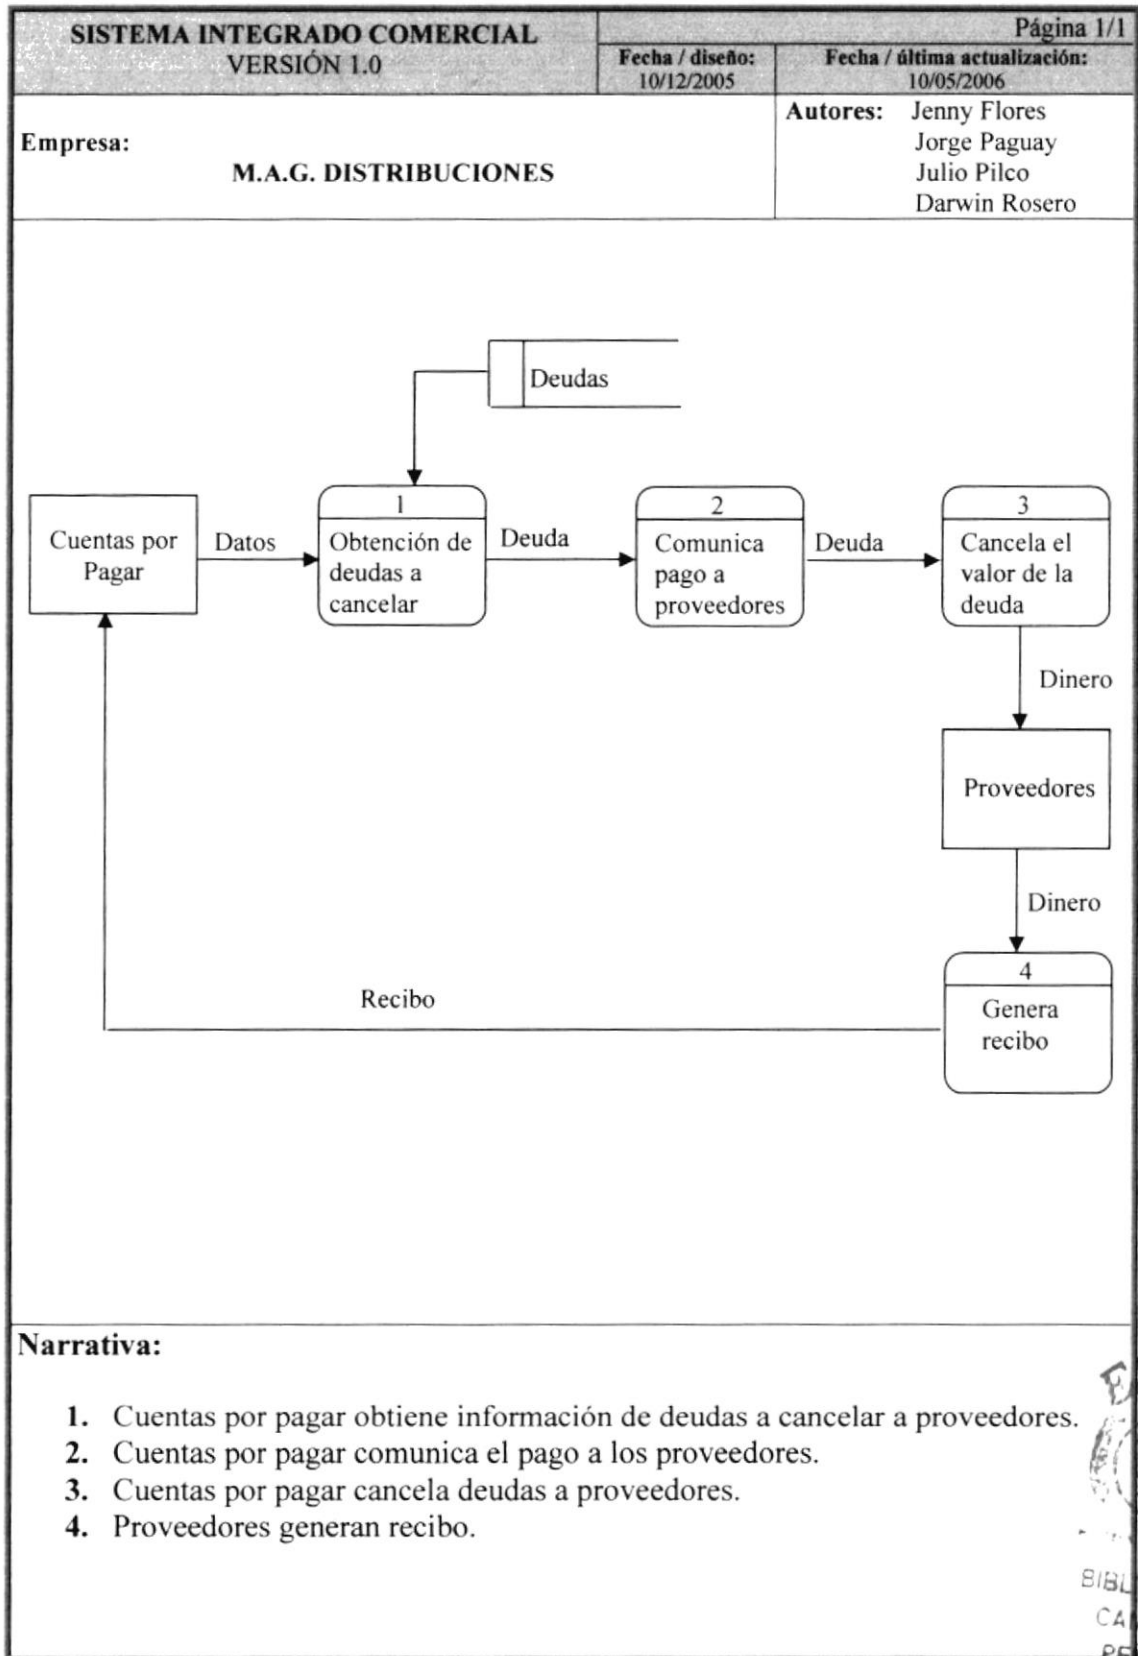 SISTEMA INTEGRADO COMERCIAL
VERSIÓN 1.0
Página 1/1
Fecha / diseño:
10/12/2005
Fecha / última actualización:
10/05/2006
Empresa:
M.A.G. DISTRIBUCIONES
Autores: Jenny Flores
Jorge Paguay
Julio Pilco
Darwin Rosero
Deudas
Cuentas por
Pagar
Datos
1
Obtención de
deudas a
cancelar
Deuda
2
Comunica
pago a
proveedores
Deuda
3
Cancela el
valor de la
deuda
Dinero
Proveedores
Dinero
4
Genera
recibo
Recibo
Narrativa:
1. Cuentas por pagar obtiene información de deudas a cancelar a proveedores.
2. Cuentas por pagar comunica el pago a los proveedores.
3. Cuentas por pagar cancela deudas a proveedores.
4. Proveedores generan recibo.
BIBL
CA